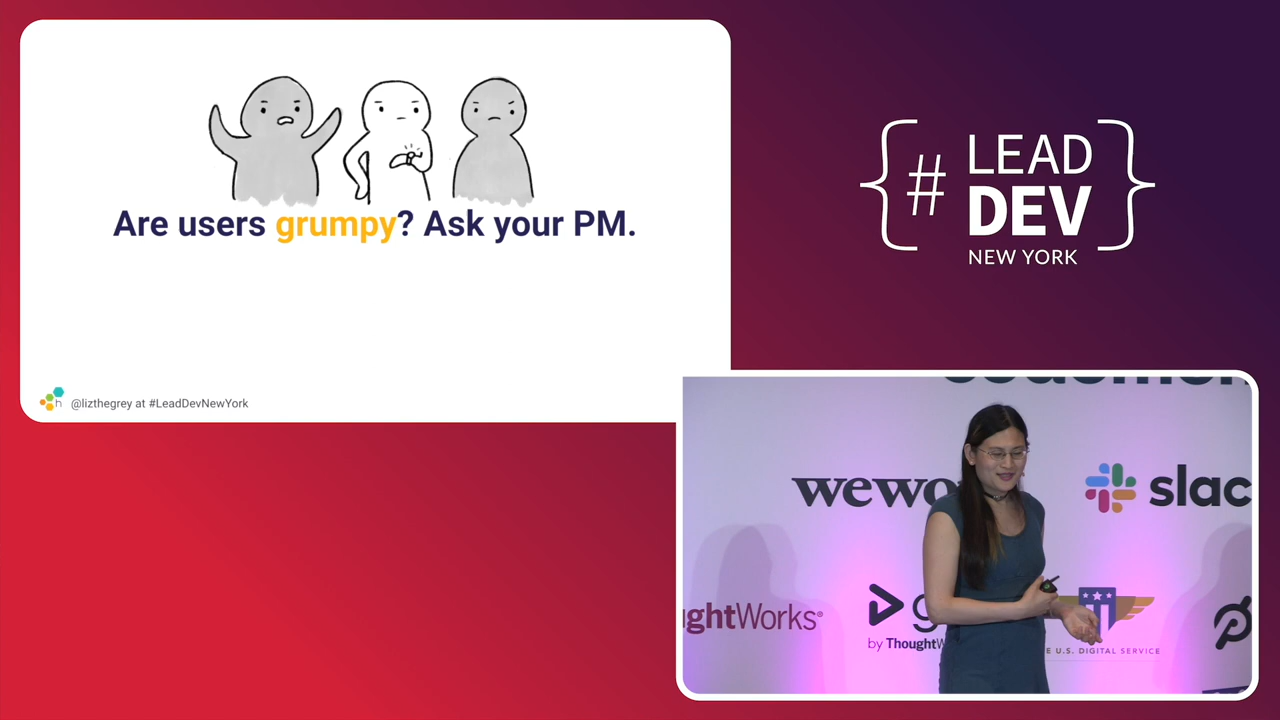 Are users grumpy? Ask your PM.
@lizthegrey at #LeadDevNewYork
{# LEAD
DEV}
NEW YORK
wewo
slac
ghtWorks®
g
by ThoughtW
E U.S. DIGITAL SERVICE